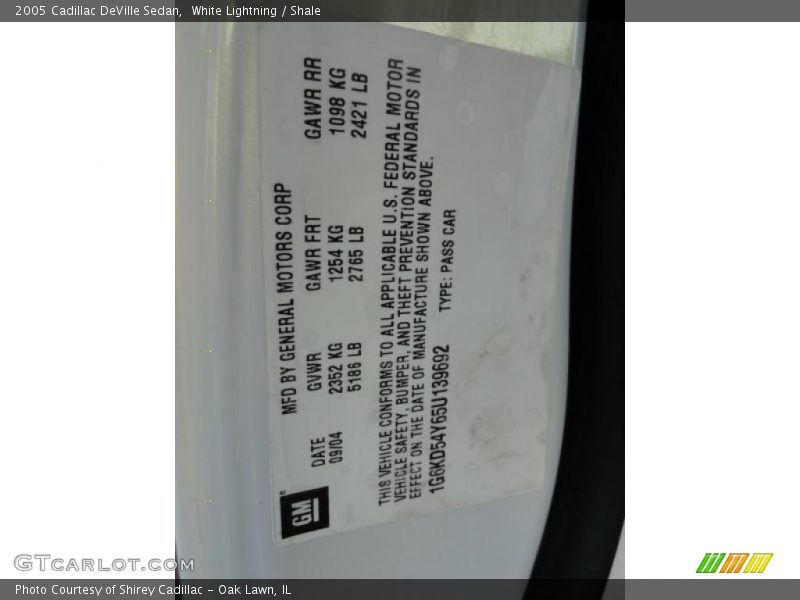 2005 Cadillac DeVille Sedan, White Lightning / Shale
MFD BY GENERAL MOTORS CORP
DATE GVWR GAWR FRT GAWR RR
09/04 2352 KG 1254 KG 1098 KG
5186 LB 2765 LB 2421 LB
THIS VEHICLE CONFORMS TO ALL APPLICABLE U.S. FEDERAL MOTOR
VEHICLE SAFETY, BUMPER, AND THEFT PREVENTION STANDARDS IN
EFFECT ON THE DATE OF MANUFACTURE SHOWN ABOVE.
1G6KD54Y65U139692 TYPE: PASS CAR
GM
GTcarlot.com
Photo Courtesy of Shirey Cadillac - Oak Lawn, IL